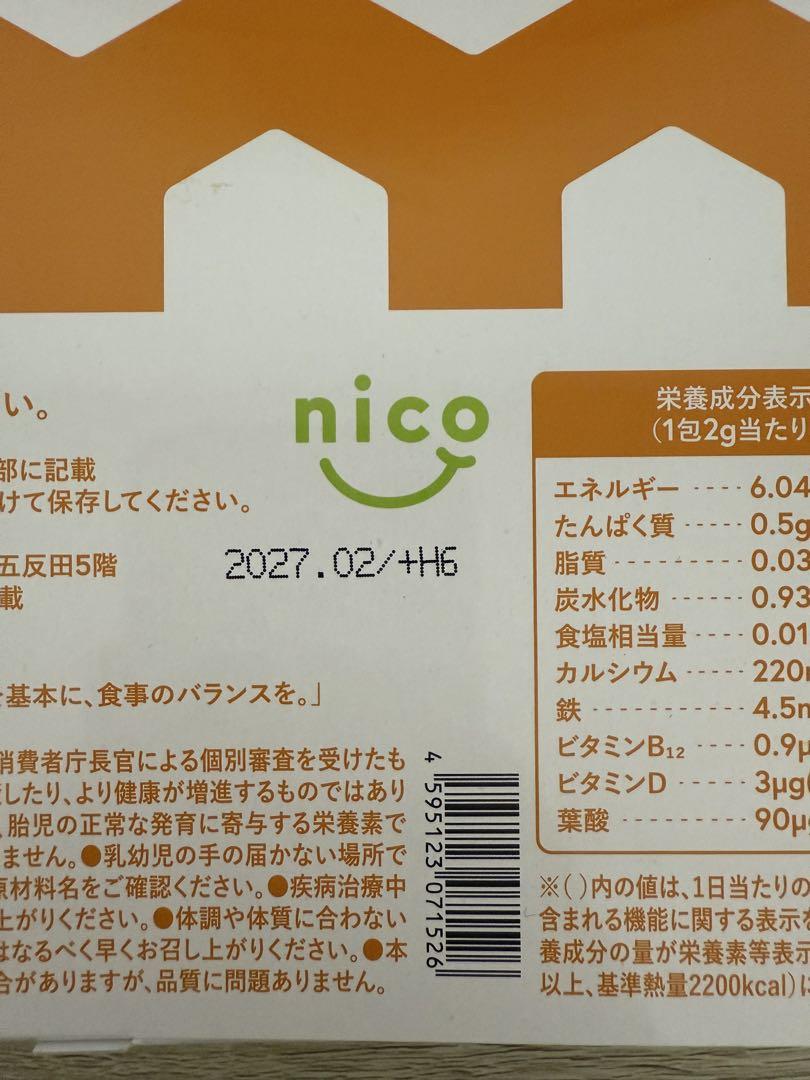 い。
nico
部に記載
けて保存してください。
五反田5階
載
2027.02/+H6
を基本に、食事のバランスを。」
消費者庁長官による個別審査を受けたも
したり、より健康が増進するものではあり
、胎児の正常な発育に寄与する栄養素で
ません。●乳幼児の手の届かない場所で
原材料名をご確認ください。●疾病治療中
上がりください。●体調や体質に合わない
はなるべく早くお召し上がりください。●本
合がありますが、品質に問題ありません。
4 595123 071526
栄養成分表示
(1包2g当たり
エネルギー ---- 6.04
たんぱく質 ---- 0.5g
脂質 --------- 0.03
炭水化物 ------ 0.93
食塩相当量 ---- 0.01
カルシウム ----- 220m
鉄 ----------- 4.5m
ビタミンB₁₂ ---- 0.9μ
ビタミンD ------ 3μg(
葉酸 --------- 90μg
※( )内の値は、1日当たりの
含まれる機能に関する表示を
養成分の量が栄養素等表示
以上、基準熱量2200kcal)に